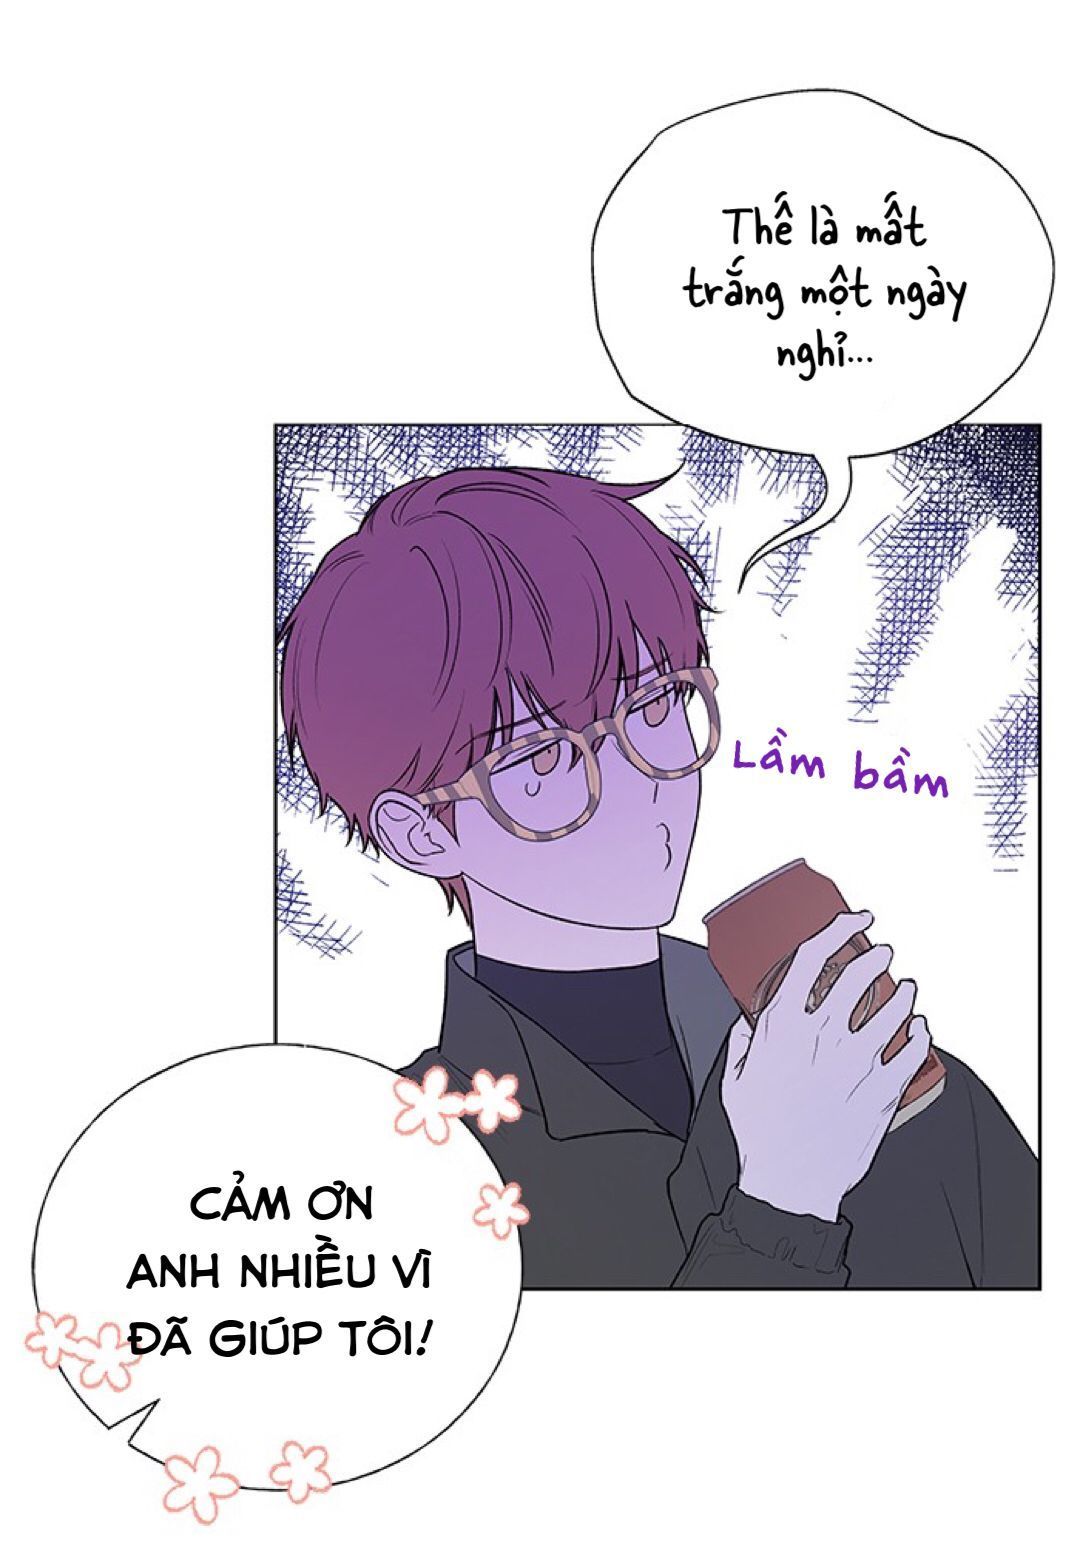 Thế là mất
trắng một ngày
nghỉ...
Lầm bầm
CẢM ƠN
ANH NHIỀU VÌ
ĐÃ GIÚP TÔI!